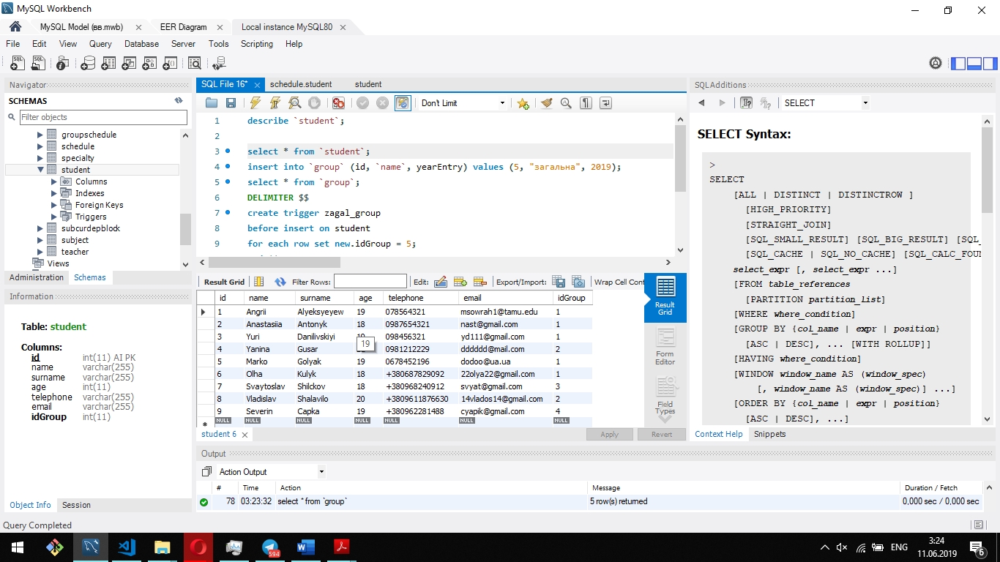 MySQL Workbench
MySQL Model (вв.mwb) EER Diagram Local instance MySQL80
File Edit View Query Database Server Tools Scripting Help
Navigator
SCHEMAS
Filter objects
groupschedule
schedule
specialty
student
Columns
Indexes
Foreign Keys
Triggers
subcurdepblock
subject
teacher
Views
Administration Schemas
Information
Table: student
Columns:
id int(11) AI PK
name varchar(255)
surname varchar(255)
age int(11)
telephone varchar(255)
email varchar(255)
idGroup int(11)
Object Info Session
SQL File 16* schedule.student student
Don't Limit
1 describe `student`;
2
3 select * from `student`;
4 insert into `group` (id, `name`, yearEntry) values (5, "загальна", 2019);
5 select * from `group`;
6 DELIMITER $$
7 create trigger zagal_group
8 before insert on student
9 for each row set new.idGroup = 5;
Result Grid Filter Rows: Edit: Export/Import: Wrap Cell Cont
id name surname age telephone email idGroup
1 Angrii Alyeksyeyew 19 078564321 msowrah1@tamu.edu 1
2 Anastasiia Antonyk 18 0987654321 nast@gmail.com 1
3 Yuri Danilivskiyi 098456321 yd111@gmail.com 1
19
4 Yanina Gusar 0981212229 dddddd@gmail.com 2
5 Marko Golyak 19 0678452196 dodoo@ua.ua 1
6 Olha Kulyk 18 +380687829092 22olya22@gmail.com 1
7 Svaytoslav Shilckov 18 +380968240912 svyat@gmail.com 3
8 Vladislav Shalavilo 20 +3809611876630 14vlados14@gmail.com 2
9 Severin Capka 19 +380962281488 cyapik@gmail.com 4
NULL NULL NULL NULL NULL NULL NULL
Result Grid
Form Editor
Field Types
student 6 Apply Revert
SQLAdditions
SELECT
SELECT Syntax:
>
SELECT
[ALL | DISTINCT | DISTINCTROW ]
[HIGH_PRIORITY]
[STRAIGHT_JOIN]
[SQL_SMALL_RESULT] [SQL_BIG_RESULT] [SQL_
[SQL_CACHE | SQL_NO_CACHE] [SQL_CALC_FOUN
select_expr [, select_expr ...]
[FROM table_references
[PARTITION partition_list]
[WHERE where_condition]
[GROUP BY {col_name | expr | position}
[ASC | DESC], ... [WITH ROLLUP]]
[HAVING where_condition]
[WINDOW window_name AS (window_spec)
[, window_name AS (window_spec)] ...]
[ORDER BY {col_name | expr | position}
[ASC | DESC], ...]
Context Help Snippets
Output
Action Output
# Time Action Message Duration / Fetch
78 03:23:32 select * from `group` 5 row(s) returned 0,000 sec / 0,000 sec
Query Completed
594
ENG
3:24
11.06.2019
6